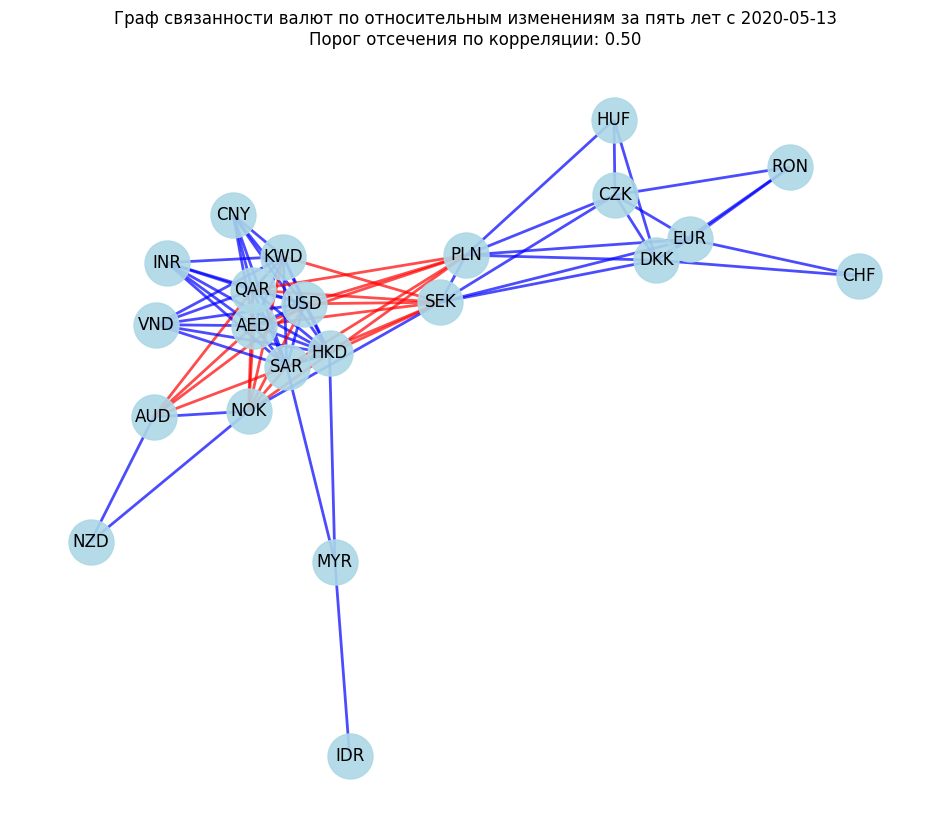 Граф связанности валют по относительным изменениям за пять лет с 2020-05-13
Порог отсечения по корреляции: 0.50
HUF
RON
CZK
CNY
EUR
PLN
KWD
DKK
INR
CHF
QAR
SEK
USD
VND
AED
HKD
SAR
NOK
AUD
NZD
MYR
IDR